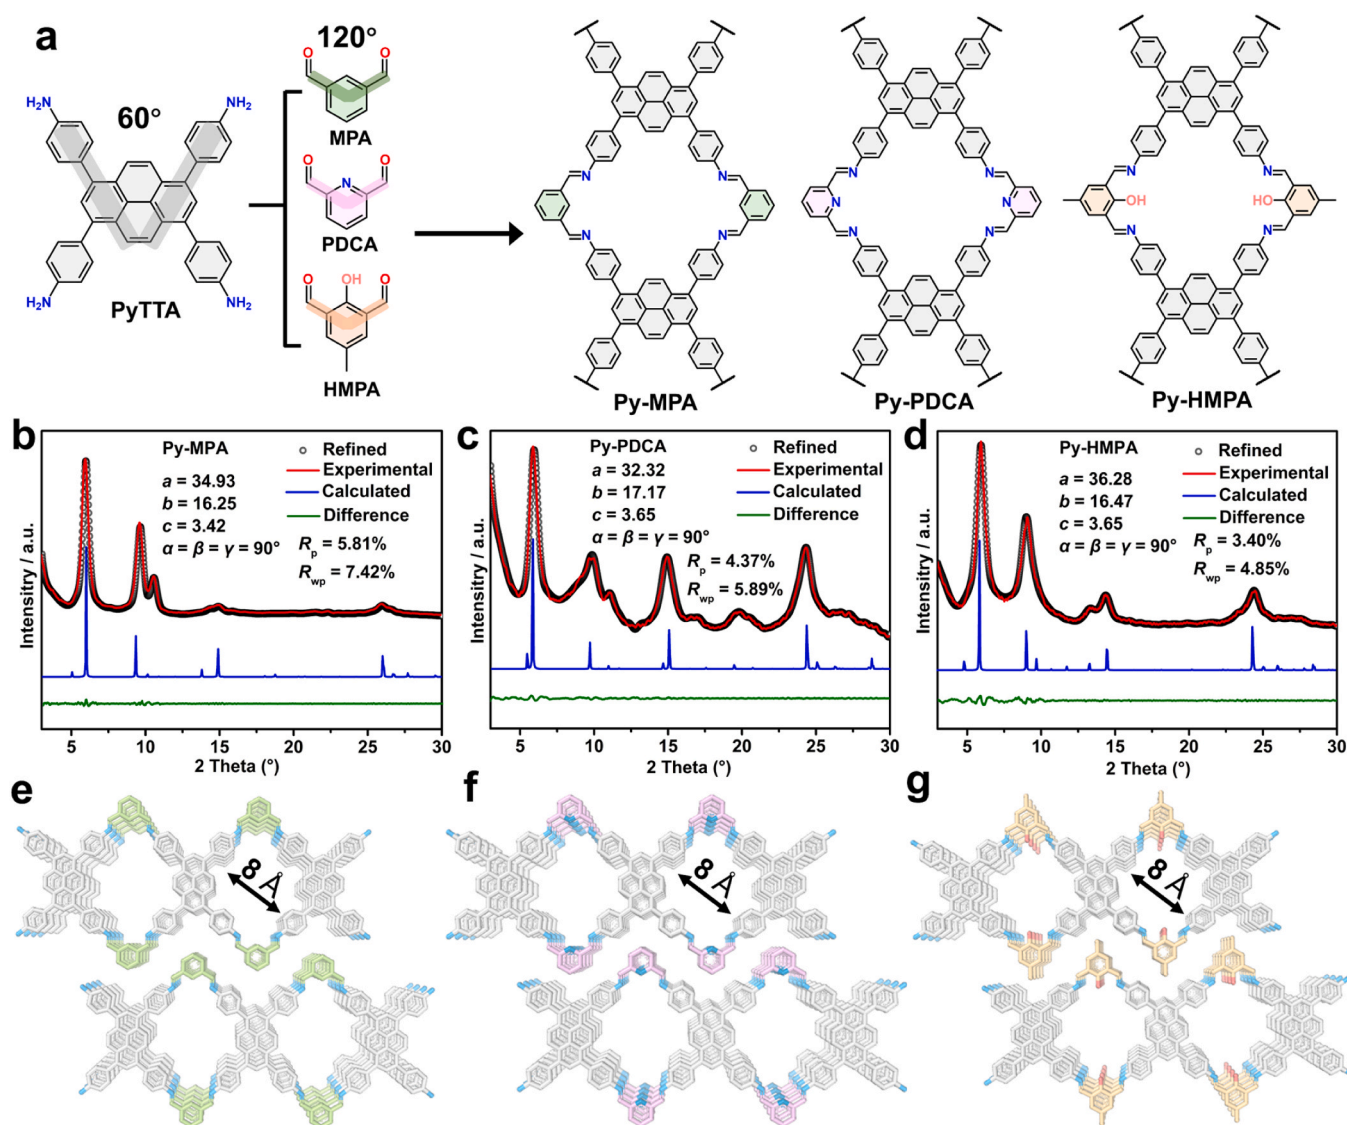 a
60°
NH₂
NH₂
H₂N
H₂N
PyTTA
120°
O
O
MPA
O
N
O
PDCA
O
OH
O
HMPA
N
N
N
N
Py-MPA
N
N
N
N
N
N
Py-PDCA
N
N
OH
HO
N
N
Py-HMPA
b
Py-MPA
a = 34.93
b = 16.25
c = 3.42
α = β = γ = 90°
Refined
Experimental
Calculated
Difference
Rp = 5.81%
Rwp = 7.42%
Intensitry / a.u.
5
10
15
20
25
30
2 Theta (°)
c
Py-PDCA
a = 32.32
b = 17.17
c = 3.65
α = β = γ = 90°
Refined
Experimental
Calculated
Difference
Rp = 4.37%
Rwp = 5.89%
Intensitry / a.u.
5
10
15
20
25
30
2 Theta (°)
d
Py-HMPA
a = 36.28
b = 16.47
c = 3.65
α = β = γ = 90°
Refined
Experimental
Calculated
Difference
Rp = 3.40%
Rwp = 4.85%
Intensitry / a.u.
5
10
15
20
25
30
2 Theta (°)
e
8 Å
f
8 Å
g
8 Å